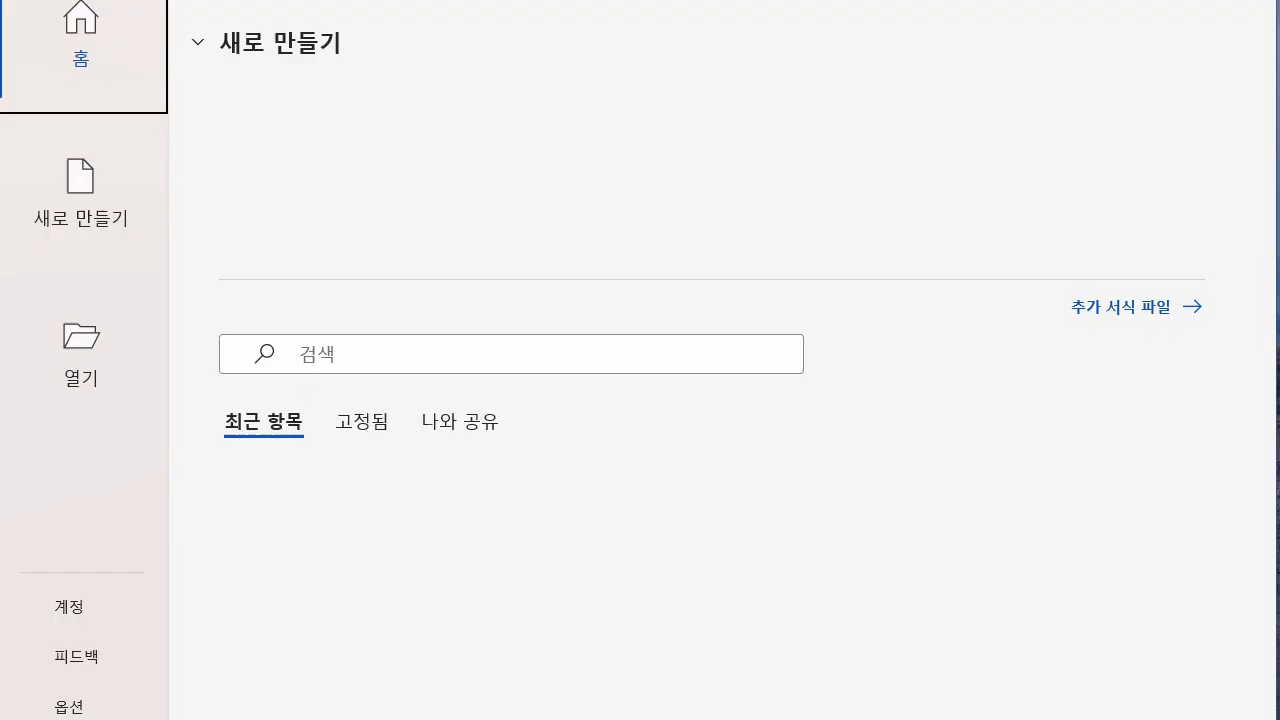 홈
새로 만들기
열기
계정
피드백
옵션
새로 만들기
추가 서식 파일
검색
최근 항목 고정됨 나와 공유